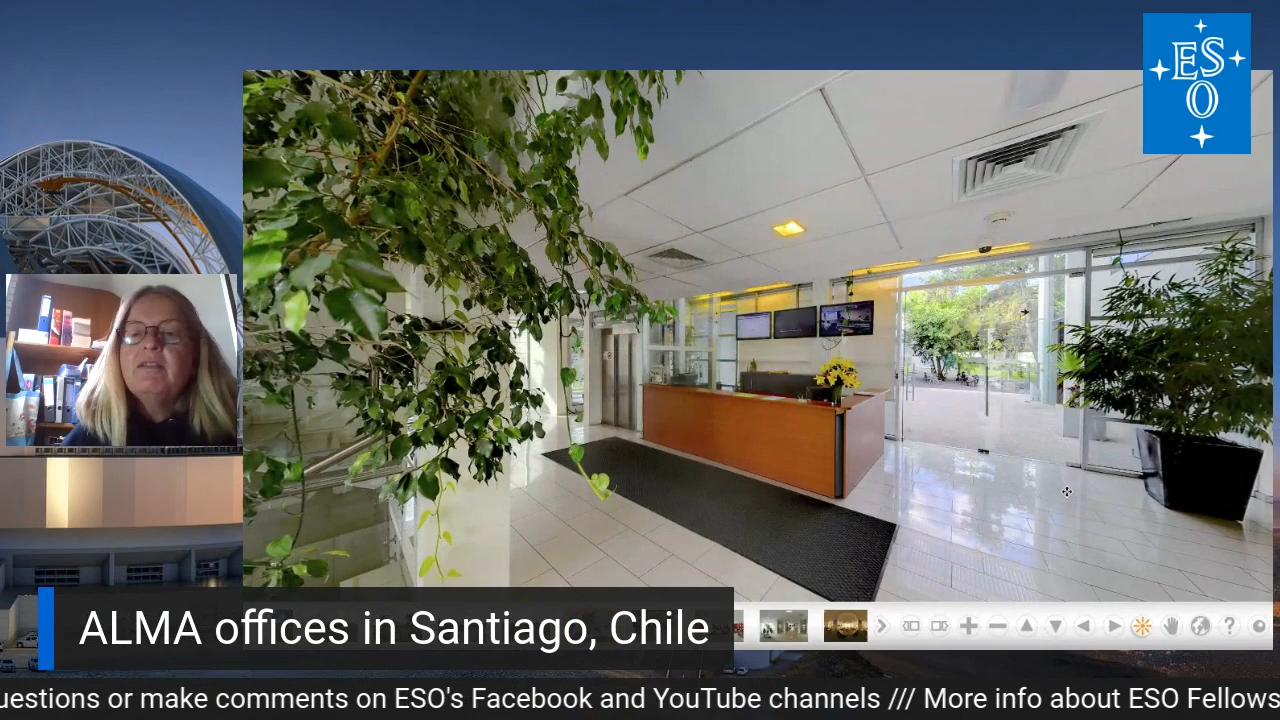 ESO
ALMA offices in Santiago, Chile
uestions or make comments on ESO's Facebook and YouTube channels /// More info about ESO Fellows